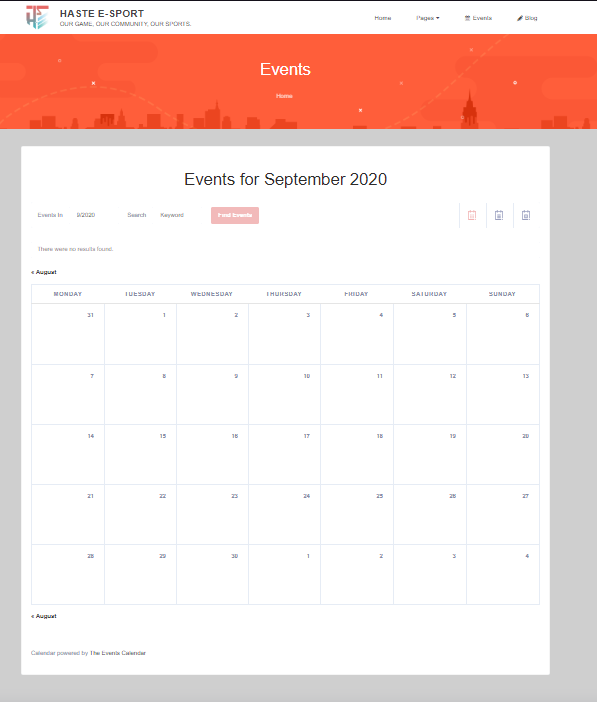 HASTE E-SPORT
OUR GAME, OUR COMMUNITY, OUR SPORTS.
Home Pages Events Blog
Events
Home
Events for September 2020
Events In 9/2020 Search Keyword Find Events
There were no results found.
« August
MONDAY TUESDAY WEDNESDAY THURSDAY FRIDAY SATURDAY SUNDAY
31 1 2 3 4 5 6
7 8 9 10 11 12 13
14 15 16 17 18 19 20
21 22 23 24 25 26 27
28 29 30 1 2 3 4
« August
Calendar powered by The Events Calendar